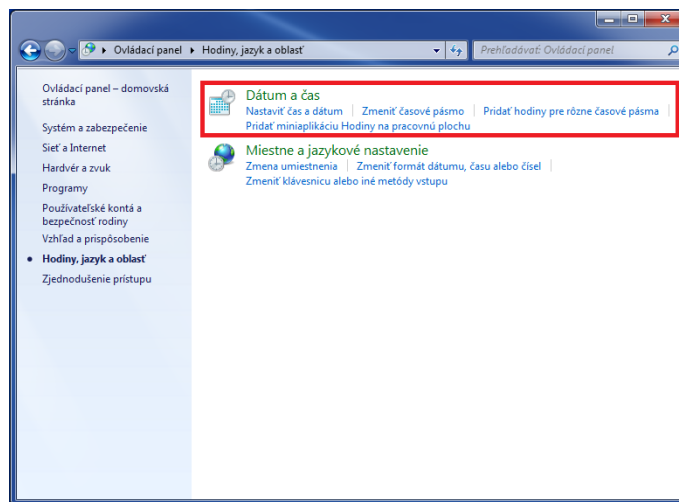 Ovládací panel Hodiny, jazyk a oblasť
Prehľadávať: Ovládací panel
Ovládací panel – domovská
stránka
Systém a zabezpečenie
Sieť a Internet
Hardvér a zvuk
Programy
Používateľské kontá a
bezpečnosť rodiny
Vzhľad a prispôsobenie
Hodiny, jazyk a oblasť
Zjednodušenie prístupu
Dátum a čas
Nastaviť čas a dátum Zmeniť časové pásmo Pridať hodiny pre rôzne časové pásma
Pridať miniaplikáciu Hodiny na pracovnú plochu
Miestne a jazykové nastavenie
Zmena umiestnenia Zmeniť formát dátumu, času alebo čísel
Zmeniť klávesnicu alebo iné metódy vstupu